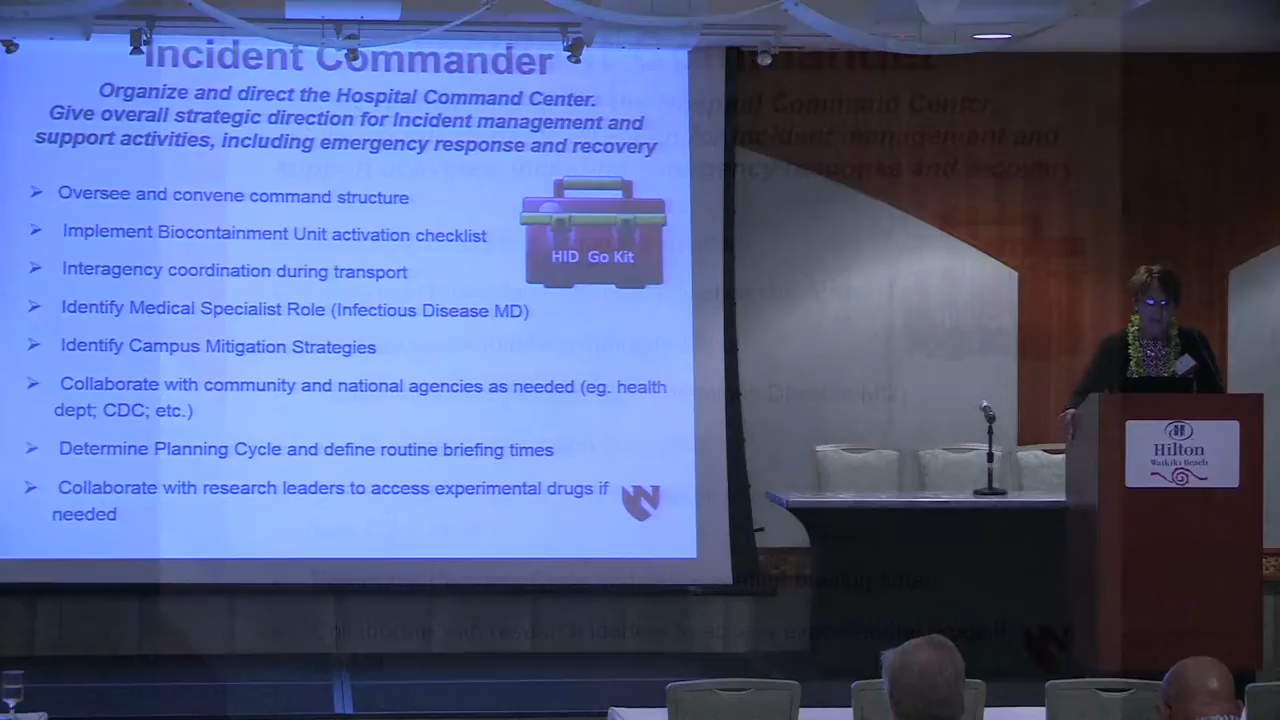 Incident Commander
Organize and direct the Hospital Command Center.
Give overall strategic direction for Incident management and
support activities, including emergency response and recovery
Oversee and convene command structure
Implement Biocontainment Unit activation checklist
Interagency coordination during transport
Identify Medical Specialist Role (Infectious Disease MD)
Identify Campus Mitigation Strategies
Collaborate with community and national agencies as needed (eg. health
dept; CDC; etc.)
Determine Planning Cycle and define routine briefing times
Collaborate with research leaders to access experimental drugs if
needed
HID Go Kit
N
H
Hilton
Waikiki Beach